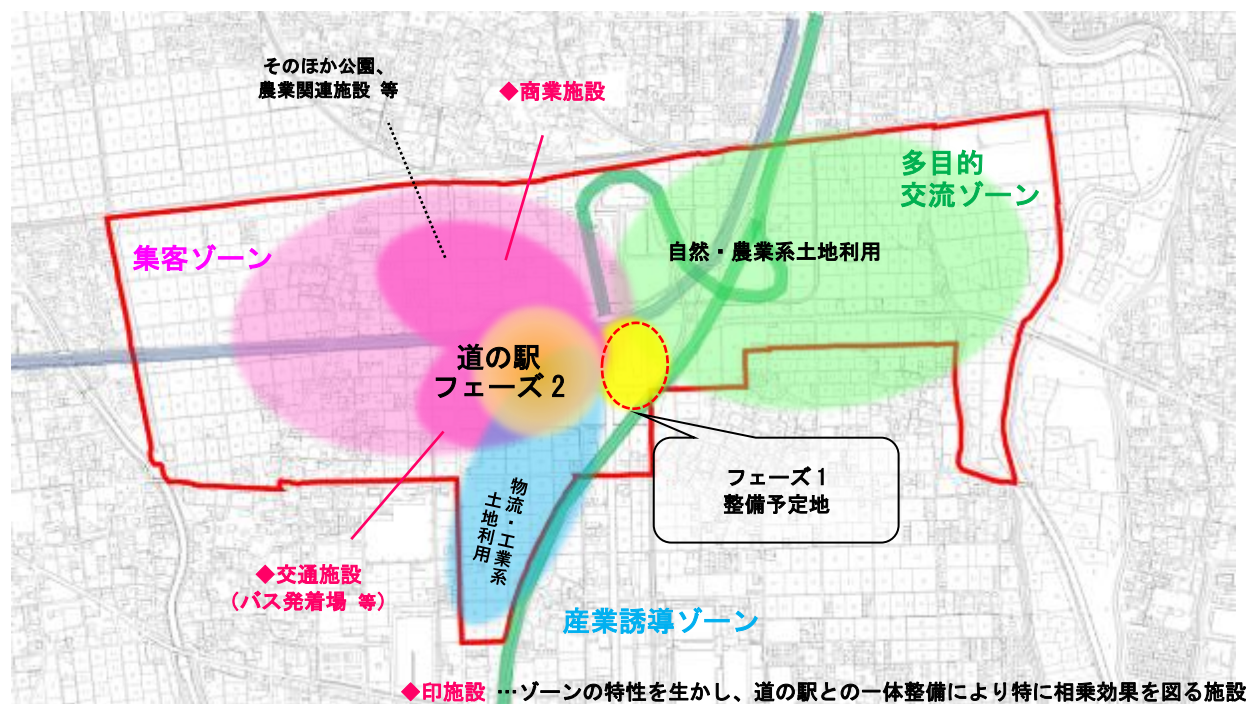 そのほか公園、
農業関連施設 等
◆商業施設
多目的
交流ゾーン
集客ゾーン
自然・農業系土地利用
道の駅
フェーズ2
フェーズ1
整備予定地
物流・工業系
土地利用
◆交通施設
（バス発着場 等）
産業誘導ゾーン
◆印施設 …ゾーンの特性を生かし、道の駅との一体整備により特に相乗効果を図る施設